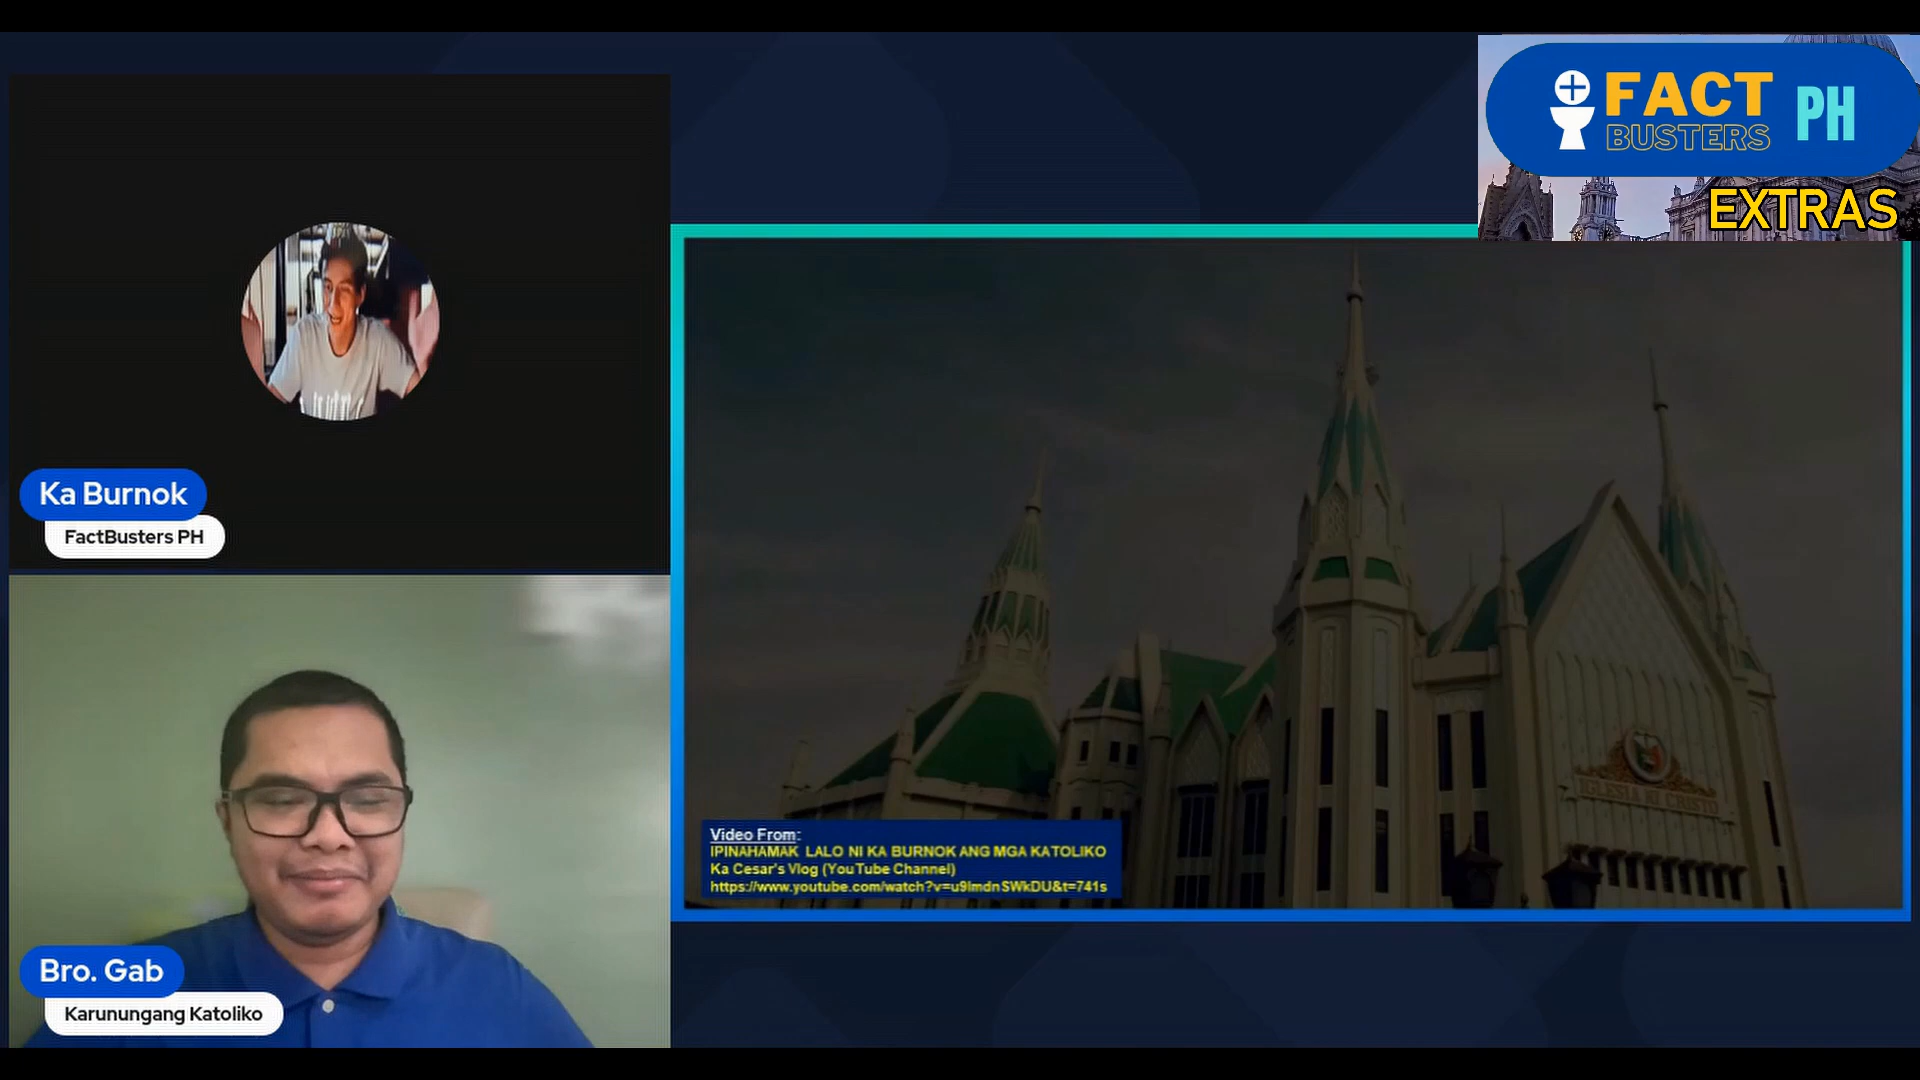 FACT
BUSTERS
PH
EXTRAS
Ka Burnok
FactBusters PH
IGLESIA NI CRISTO
Video From:
IPINAHAMAK LALO NI KA BURNOK ANG MGA KATOLIKO
Ka Cesar's Vlog (YouTube Channel)
https://www.youtube.com/watch?v=u9lmdnSWkDU&t=741s
Bro. Gab
Karunungang Katoliko